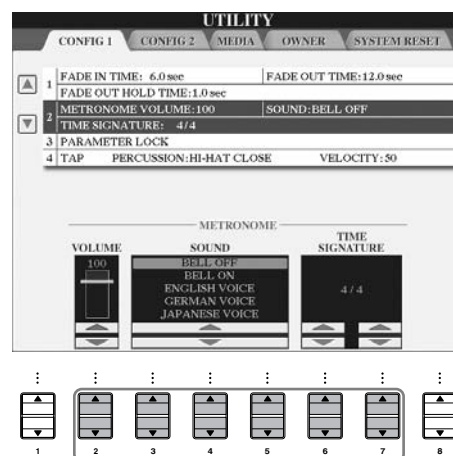 UTILITY
CONFIG 1 CONFIG 2 MEDIA OWNER SYSTEM RESET
1 FADE IN TIME: 6.0 sec FADE OUT TIME:12.0 sec
FADE OUT HOLD TIME:1.0 sec
2 METRONOME VOLUME:100 SOUND:BELL OFF
TIME SIGNATURE: 4/4
3 PARAMETER LOCK
4 TAP PERCUSSION:HI-HAT CLOSE VELOCITY: 50
METRONOME
VOLUME SOUND TIME SIGNATURE
100
BELL OFF
BELL ON
ENGLISH VOICE
GERMAN VOICE
JAPANESE VOICE
4/4
1 2 3 4 5 6 7 8